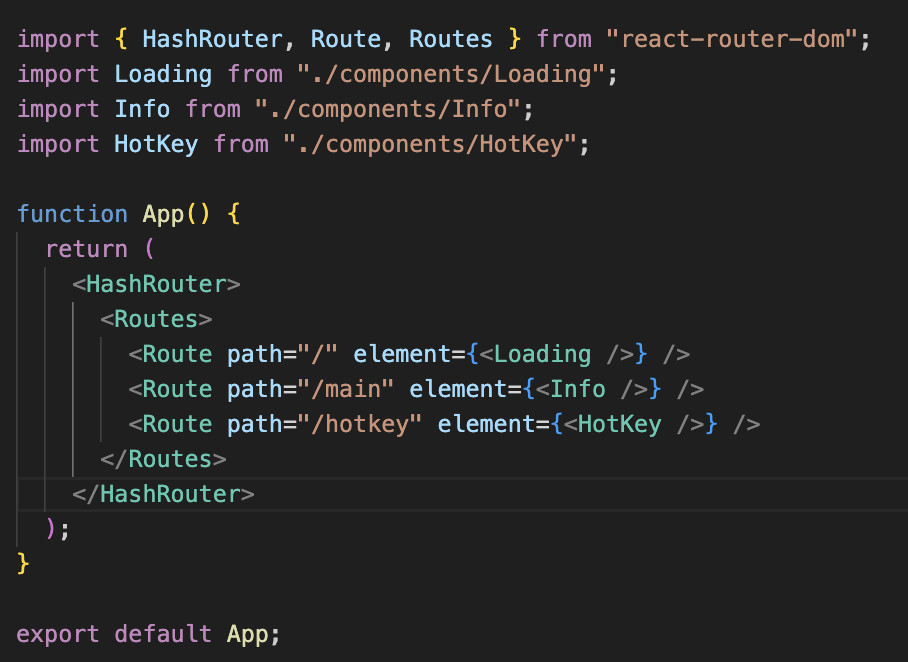 import { HashRouter, Route, Routes } from "react-router-dom";
import Loading from "./components/Loading";
import Info from "./components/Info";
import HotKey from "./components/HotKey";

function App() {
  return (
    <HashRouter>
      <Routes>
        <Route path="/" element={<Loading />} />
        <Route path="/main" element={<Info />} />
        <Route path="/hotkey" element={<HotKey />} />
      </Routes>
    </HashRouter>
  );
}

export default App;